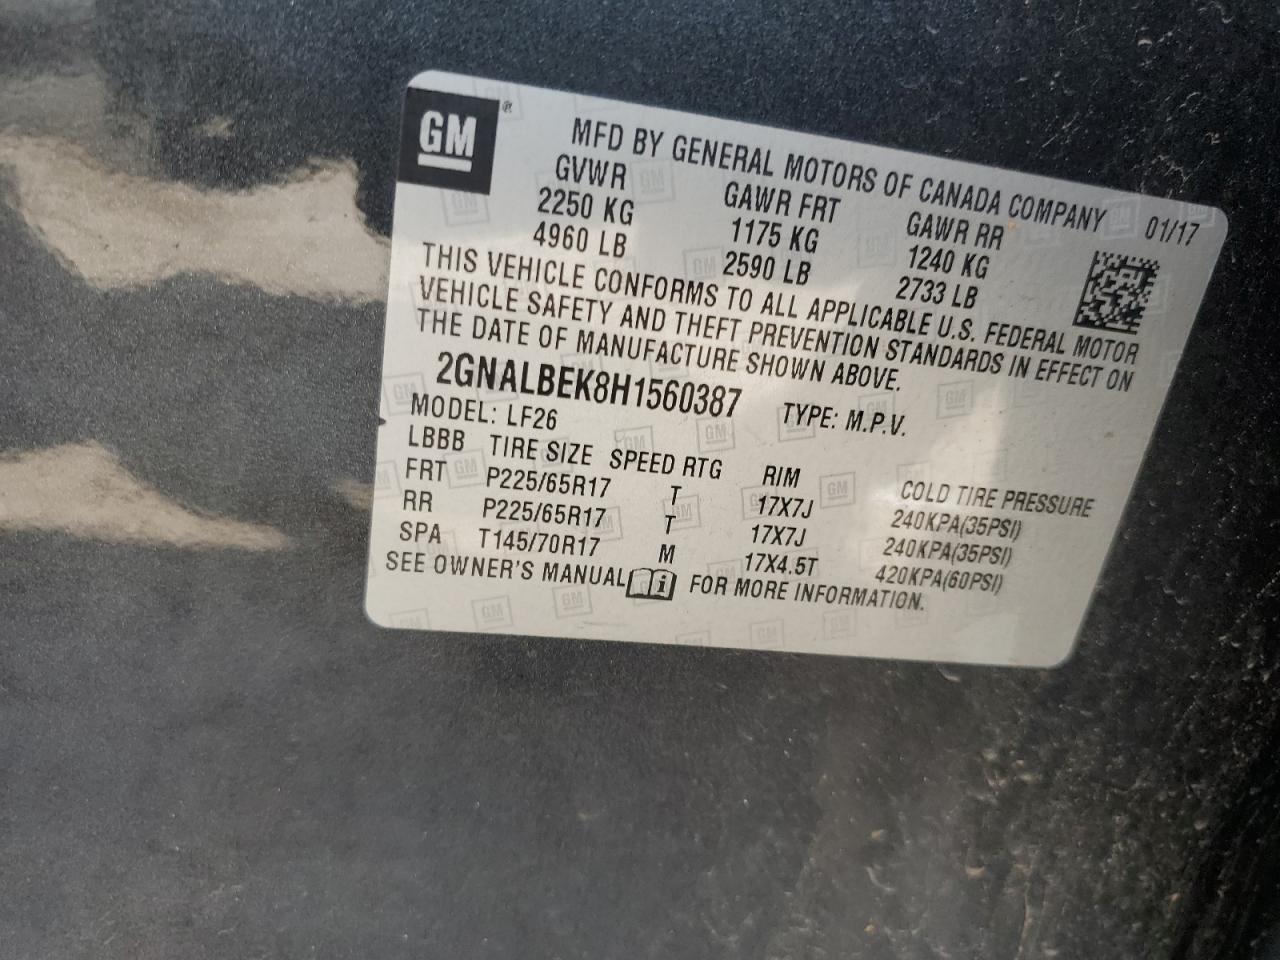 GM ®
MFD BY GENERAL MOTORS OF CANADA COMPANY 01/17
GVWR GAWR FRT GAWR RR
2250 KG 1175 KG 1240 KG
4960 LB 2590 LB 2733 LB
THIS VEHICLE CONFORMS TO ALL APPLICABLE U.S. FEDERAL MOTOR
VEHICLE SAFETY AND THEFT PREVENTION STANDARDS IN EFFECT ON
THE DATE OF MANUFACTURE SHOWN ABOVE.
2GNALBEK8H1560387 TYPE: M.P.V.
MODEL: LF26
LBBB TIRE SIZE SPEED RTG RIM COLD TIRE PRESSURE
FRT P225/65R17 T 17X7J 240KPA(35PSI)
RR P225/65R17 T 17X7J 240KPA(35PSI)
SPA T145/70R17 M 17X4.5T 420KPA(60PSI)
SEE OWNER'S MANUAL i FOR MORE INFORMATION.